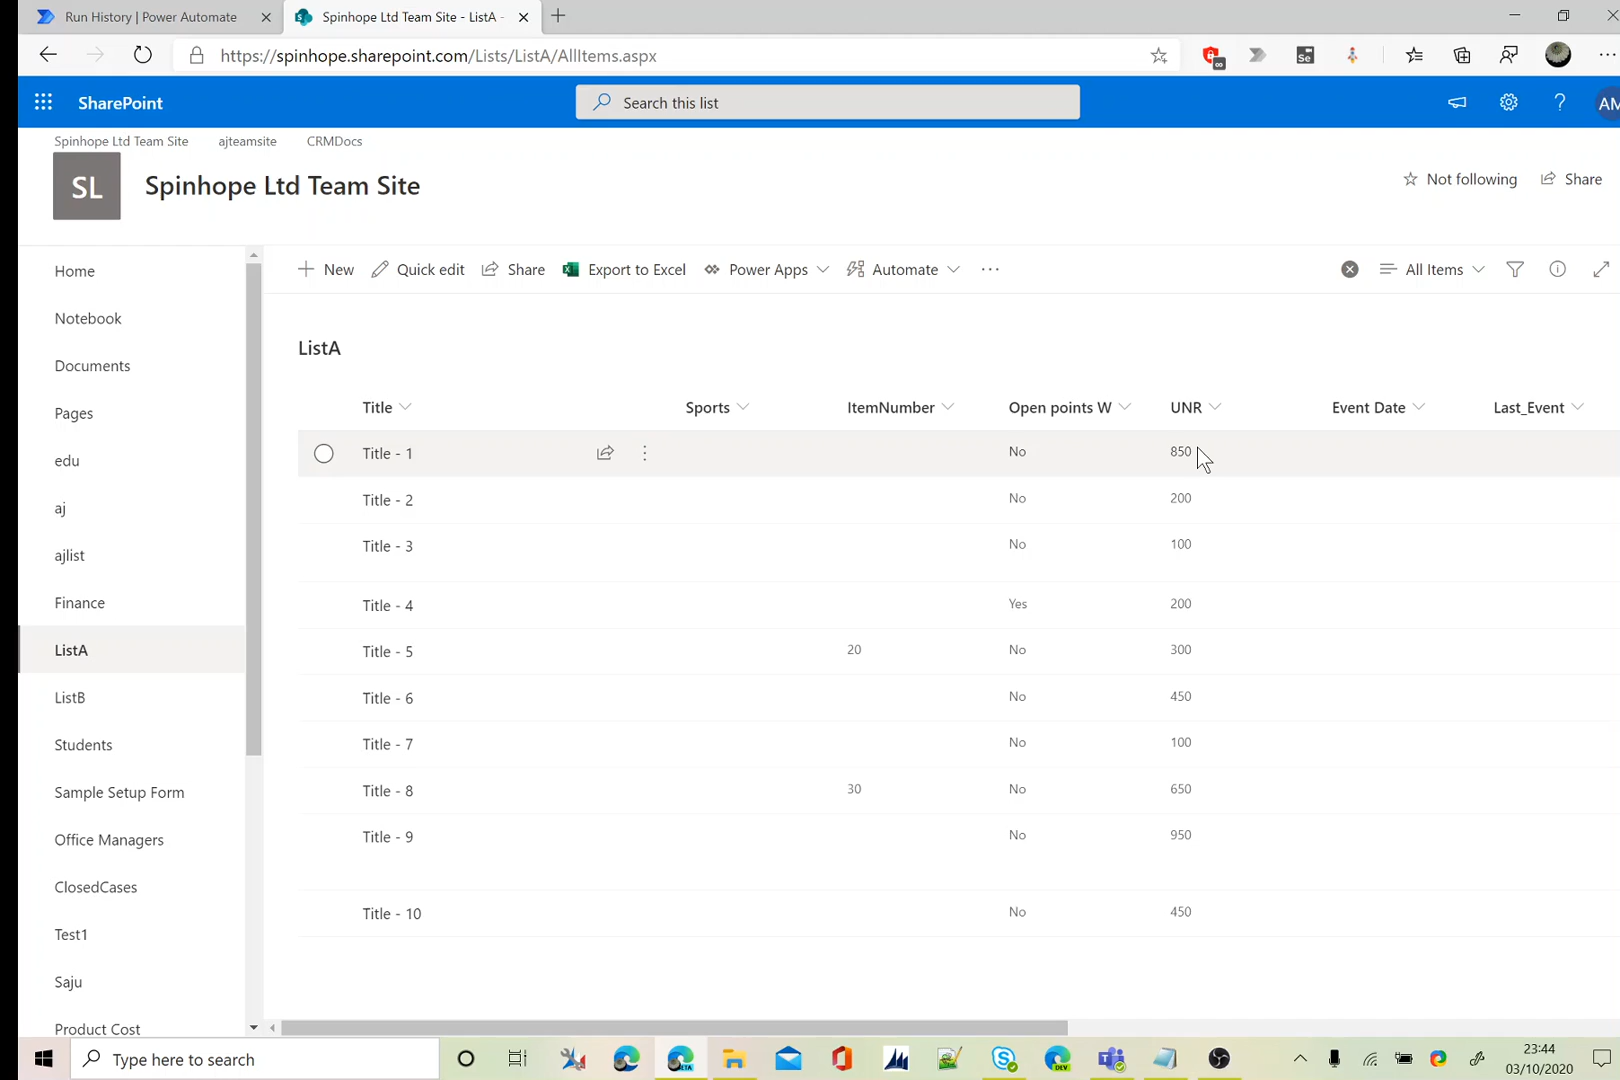 Run History | Power Automate
Spinhope Ltd Team Site - ListA -
https://spinhope.sharepoint.com/Lists/ListA/AllItems.aspx
Se
SharePoint
Search this list
AM
Spinhope Ltd Team Site ajteamsite CRMDocs
SL
Spinhope Ltd Team Site
Not following Share
Home
Notebook
Documents
Pages
edu
aj
ajlist
Finance
ListA
ListB
Students
Sample Setup Form
Office Managers
ClosedCases
Test1
Saju
Product Cost
New Quick edit Share Export to Excel Power Apps Automate ... All Items
ListA
Title Sports ItemNumber Open points W UNR Event Date Last_Event
Title - 1 No 850
Title - 2 No 200
Title - 3 No 100
Title - 4 Yes 200
Title - 5 20 No 300
Title - 6 No 450
Title - 7 No 100
Title - 8 30 No 650
Title - 9 No 950
Title - 10 No 450
Type here to search
BETA
DEV
23:44
03/10/2020